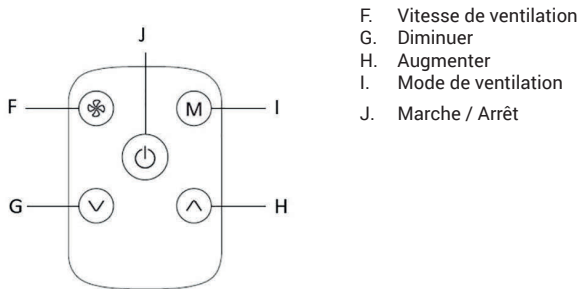 J
F
M
I
G
H
F. Vitesse de ventilation
G. Diminuer
H. Augmenter
I. Mode de ventilation
J. Marche / Arrêt